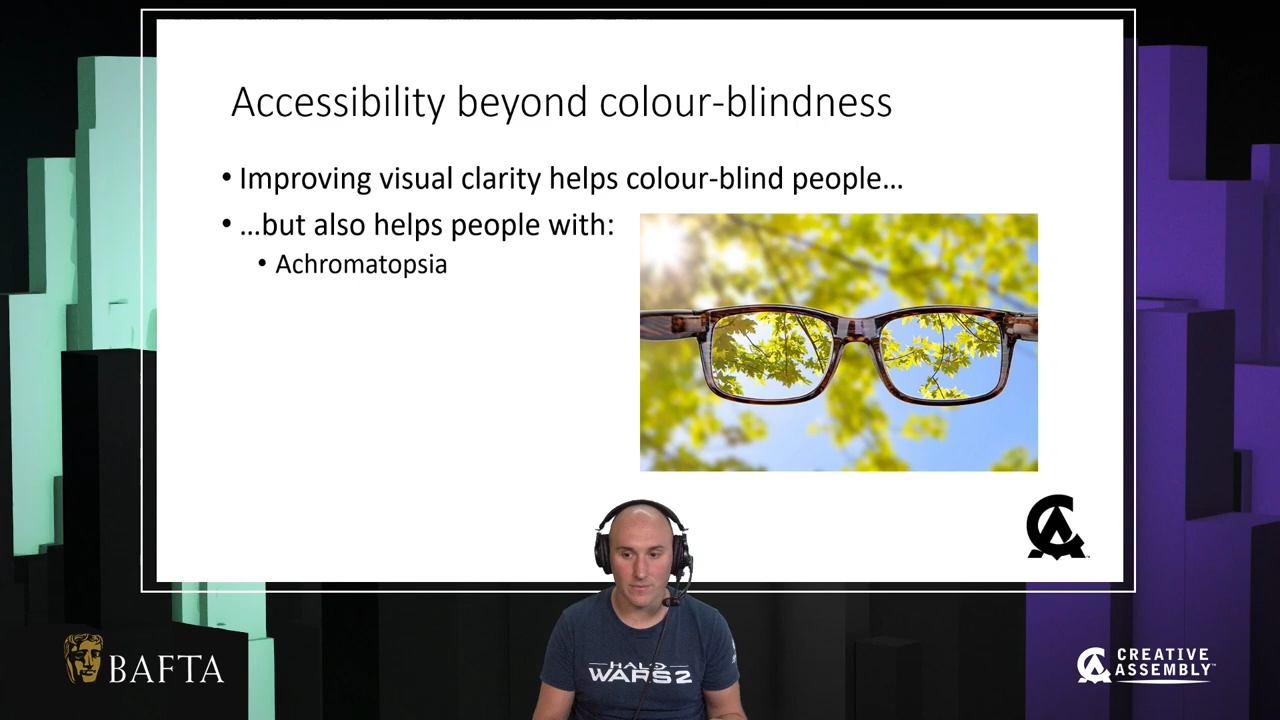 Accessibility beyond colour-blindness
• Improving visual clarity helps colour-blind people…
• …but also helps people with:
• Achromatopsia
HALO
WARS 2
BAFTA
CREATIVE
ASSEMBLY™